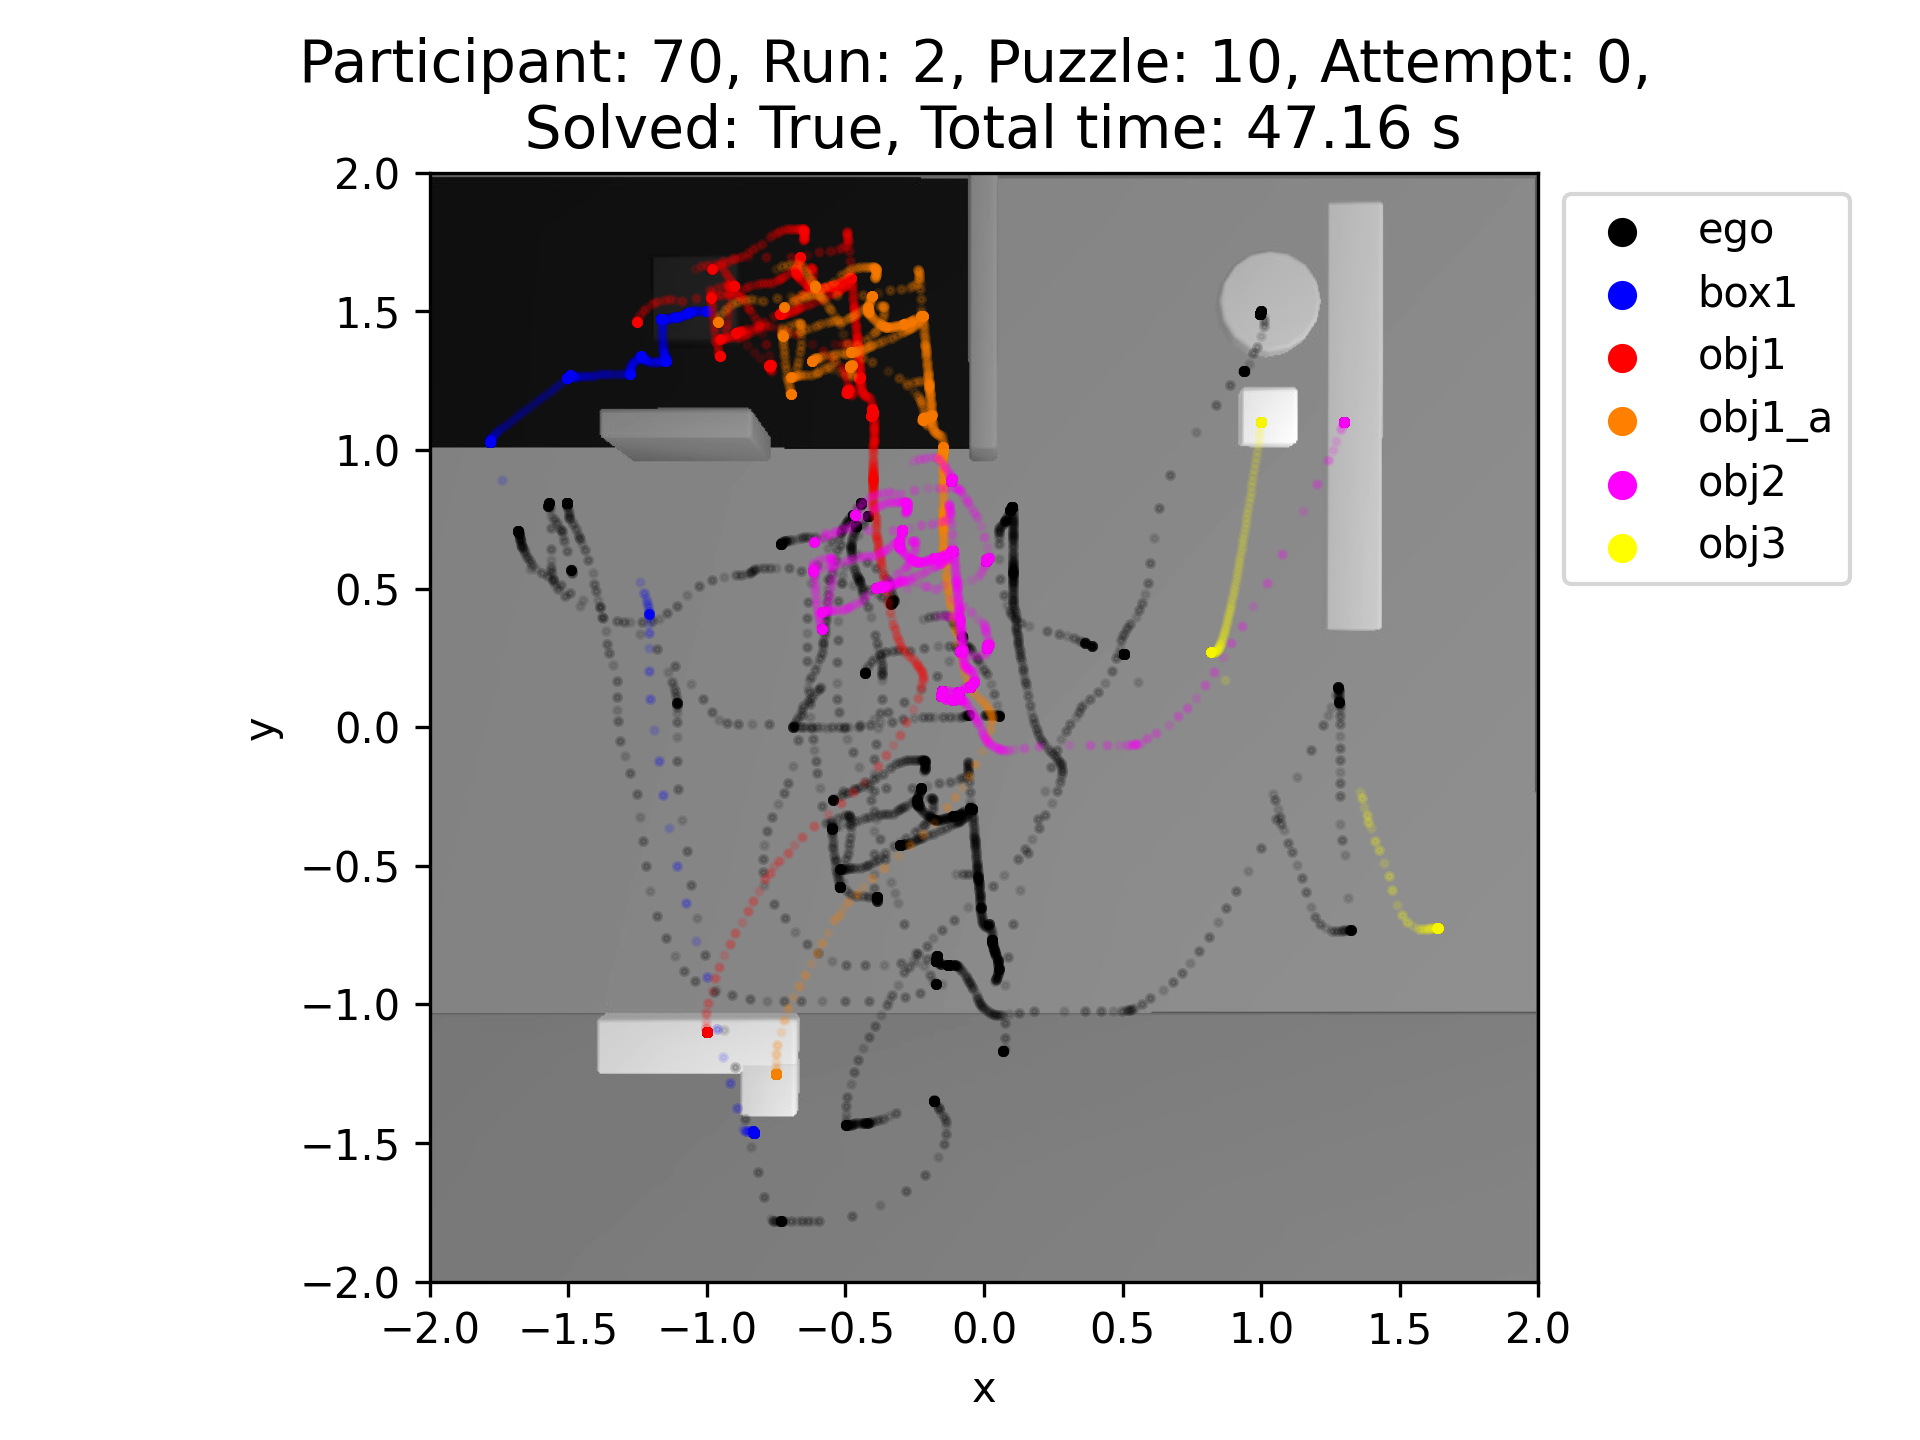 Participant: 70, Run: 2, Puzzle: 10, Attempt: 0,
Solved: True, Total time: 47.16 s
2.0
1.5
1.0
0.5
0.0
−0.5
−1.0
−1.5
−2.0
y
−2.0 −1.5 −1.0 −0.5 0.0 0.5 1.0 1.5 2.0
x
ego
box1
obj1
obj1_a
obj2
obj3